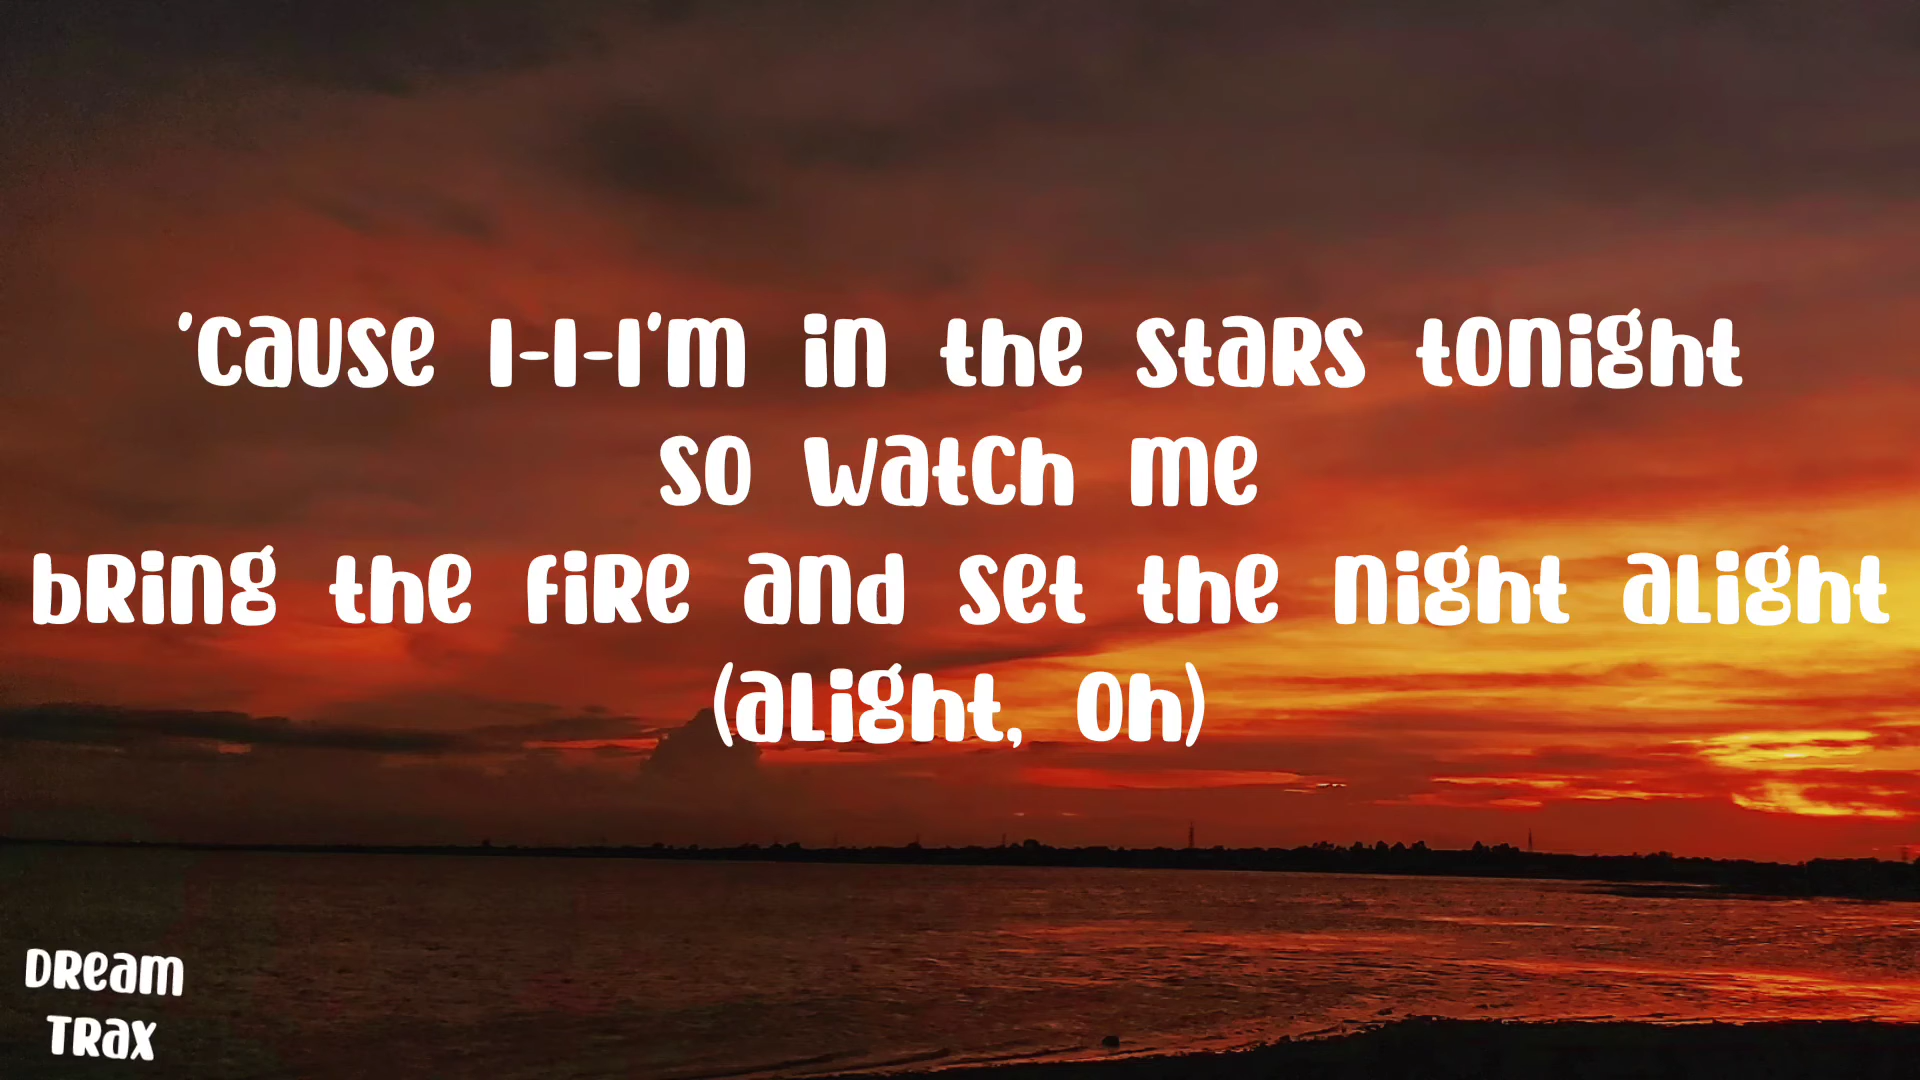 'cause I-I-I'm in the stars tonight
so watch me
bring the fire and set the night alight
(alight, oh)
Dream
Trax